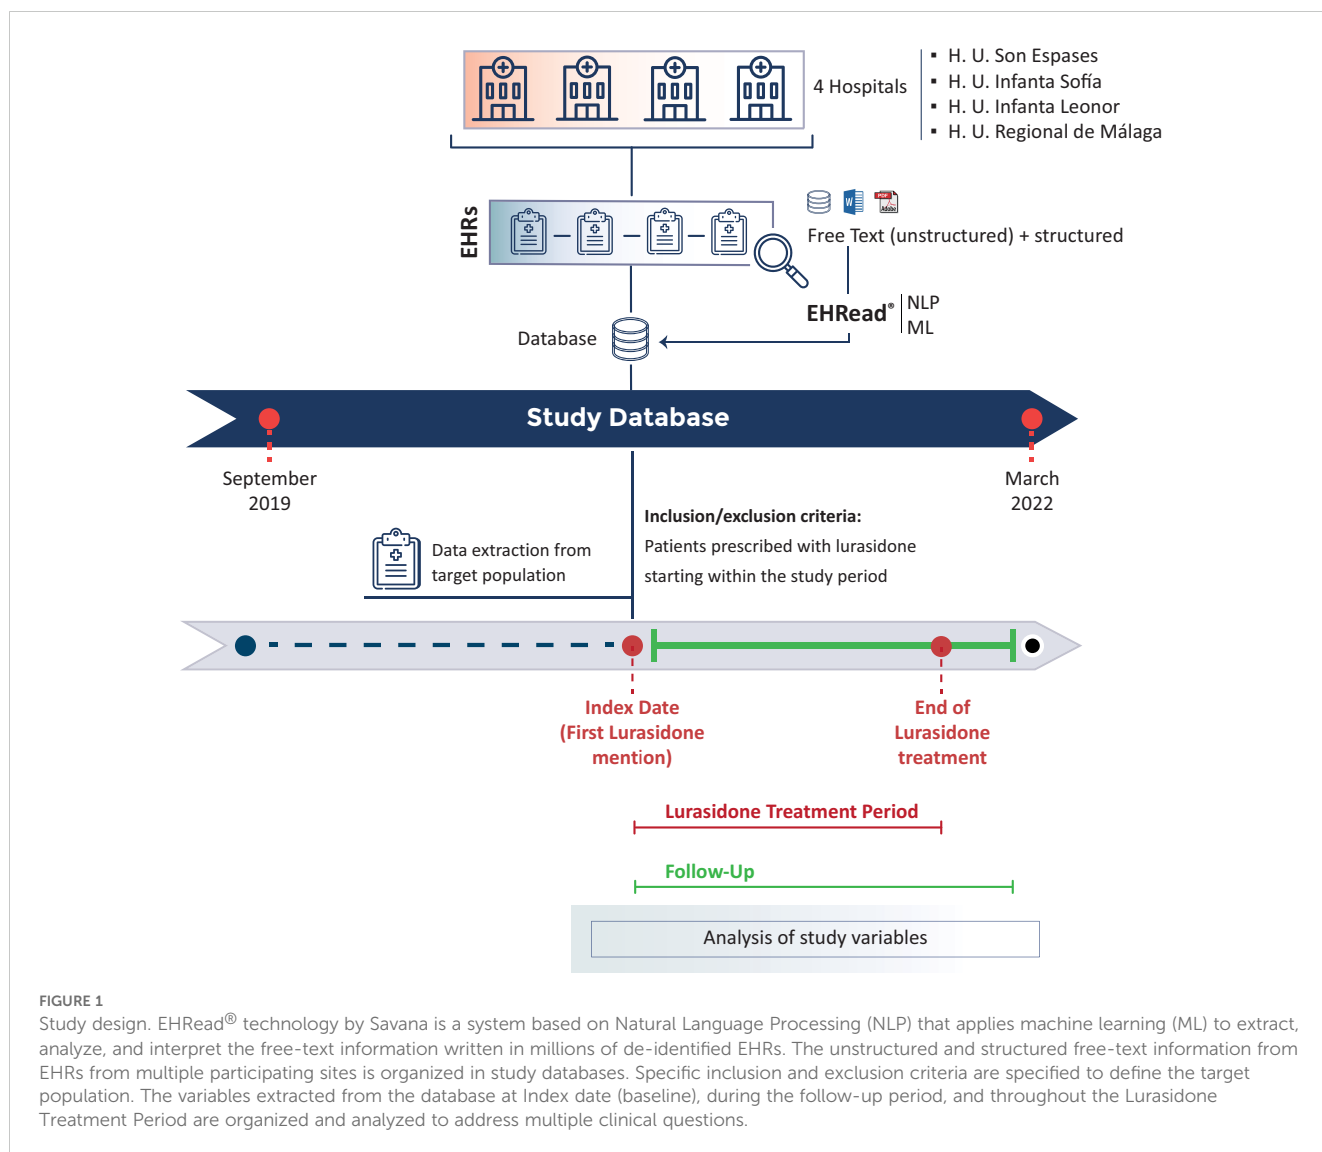 4 Hospitals
▪ H. U. Son Espases
▪ H. U. Infanta Sofía
▪ H. U. Infanta Leonor
▪ H. U. Regional de Málaga
EHRs
W
PDF
Adobe
Free Text (unstructured) + structured
EHRead®
NLP
ML
Database
Study Database
September
2019
March
2022
Data extraction from
target population
Inclusion/exclusion criteria:
Patients prescribed with lurasidone
starting within the study period
Index Date
(First Lurasidone
mention)
End of
Lurasidone
treatment
Lurasidone Treatment Period
Follow-Up
Analysis of study variables
FIGURE 1
Study design. EHRead® technology by Savana is a system based on Natural Language Processing (NLP) that applies machine learning (ML) to extract,
analyze, and interpret the free-text information written in millions of de-identified EHRs. The unstructured and structured free-text information from
EHRs from multiple participating sites is organized in study databases. Specific inclusion and exclusion criteria are specified to define the target
population. The variables extracted from the database at Index date (baseline), during the follow-up period, and throughout the Lurasidone
Treatment Period are organized and analyzed to address multiple clinical questions.